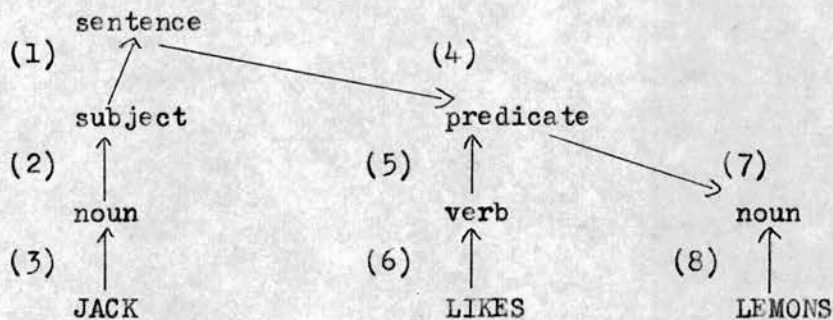 sentence
(1) (4)
subject predicate
(2) (5) (7)
noun verb noun
(3) (6) (8)
JACK LIKES LEMONS